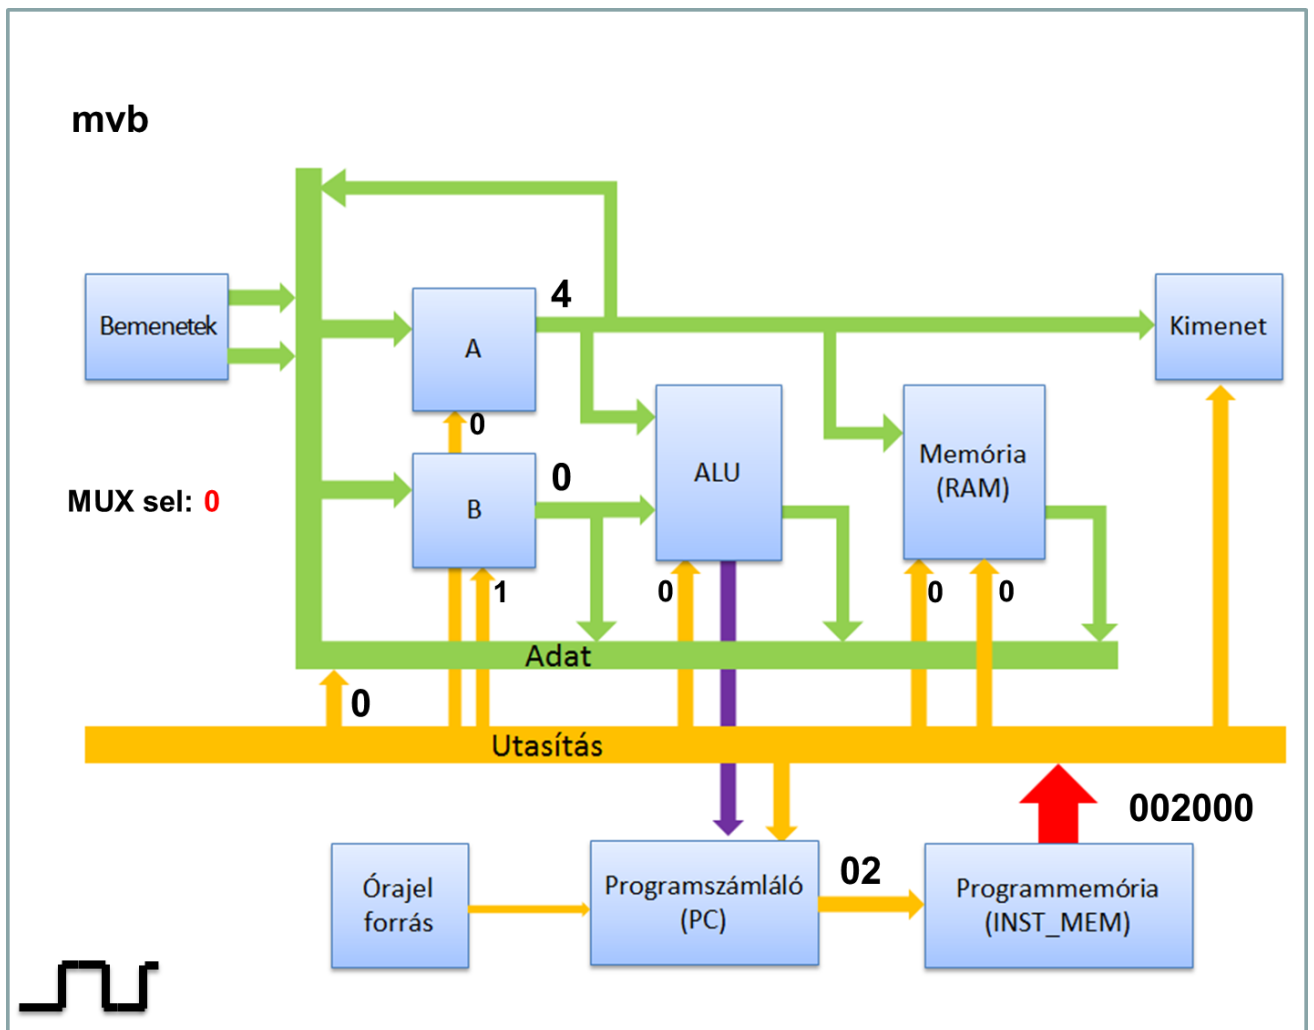 mvb
Bemenetek
A
4
Kimenet
0
B
0
ALU
Memória
(RAM)
MUX sel: 0
1
0
0
0
Adat
0
Utasítás
002000
Órajel
forrás
Programszámláló
(PC)
02
Programmemória
(INST_MEM)